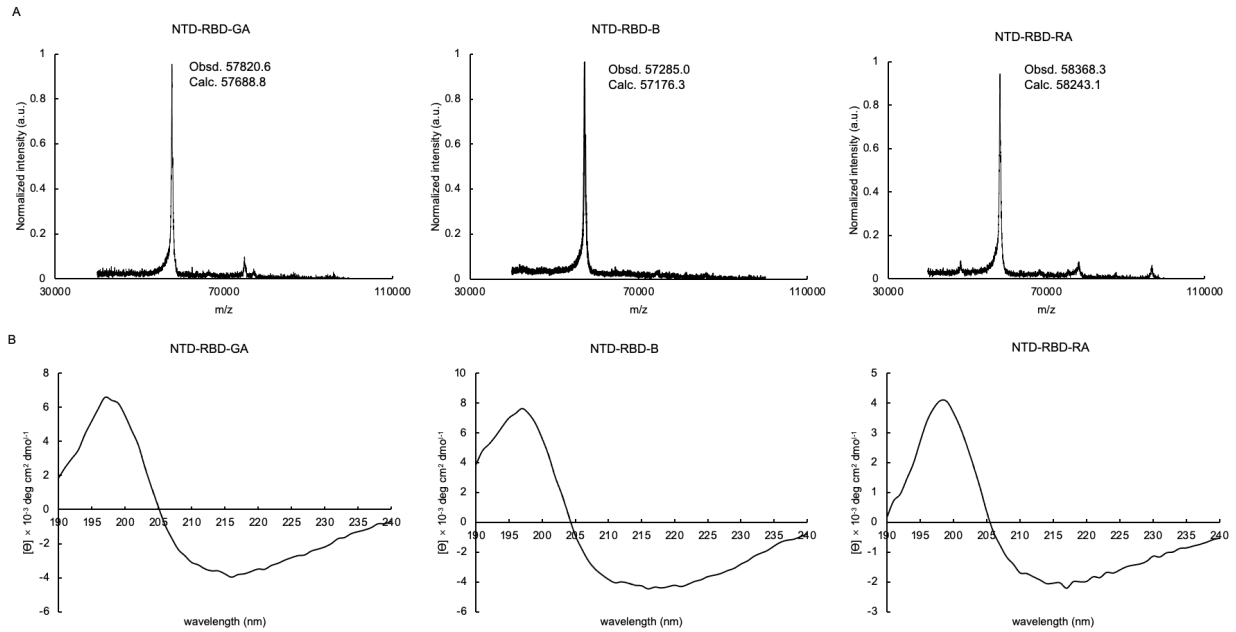 A
NTD-RBD-GA
NTD-RBD-B
NTD-RBD-RA
Obsd. 57820.6
Calc. 57688.8
Obsd. 57285.0
Calc. 57176.3
Obsd. 58368.3
Calc. 58243.1
Normalized intensity (a.u.)
1
0.8
0.6
0.4
0.2
0
30000
70000
110000
m/z
Normalized intensity (a.u.)
1
0.8
0.6
0.4
0.2
0
30000
70000
110000
m/z
Normalized intensity (a.u.)
1
0.8
0.6
0.4
0.2
0
30000
70000
110000
m/z
B
NTD-RBD-GA
NTD-RBD-B
NTD-RBD-RA
[Θ] × 10⁻³ deg cm² dmol⁻¹
8
6
4
2
0
-2
-4
-6
190 195 200 205 210 215 220 225 230 235 240
wavelength (nm)
[Θ] × 10⁻³ deg cm² dmol⁻¹
10
8
6
4
2
0
-2
-4
-6
190 195 200 205 210 215 220 225 230 235 240
wavelength (nm)
[Θ] × 10⁻³ deg cm² dmol⁻¹
5
4
3
2
1
0
-1
-2
-3
190 195 200 205 210 215 220 225 230 235 240
wavelength (nm)